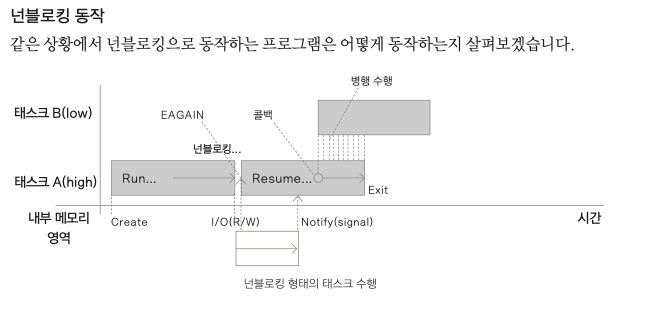 넌블로킹 동작
같은 상황에서 넌블로킹으로 동작하는 프로그램은 어떻게 동작하는지 살펴보겠습니다.
병행 수행
태스크 B(low)
EAGAIN
콜백
넌블로킹...
태스크 A(high)
Run...
Resume...
Exit
내부 메모리
영역
Create
I/O(R/W)
Notify(signal)
시간
넌블로킹 형태의 태스크 수행